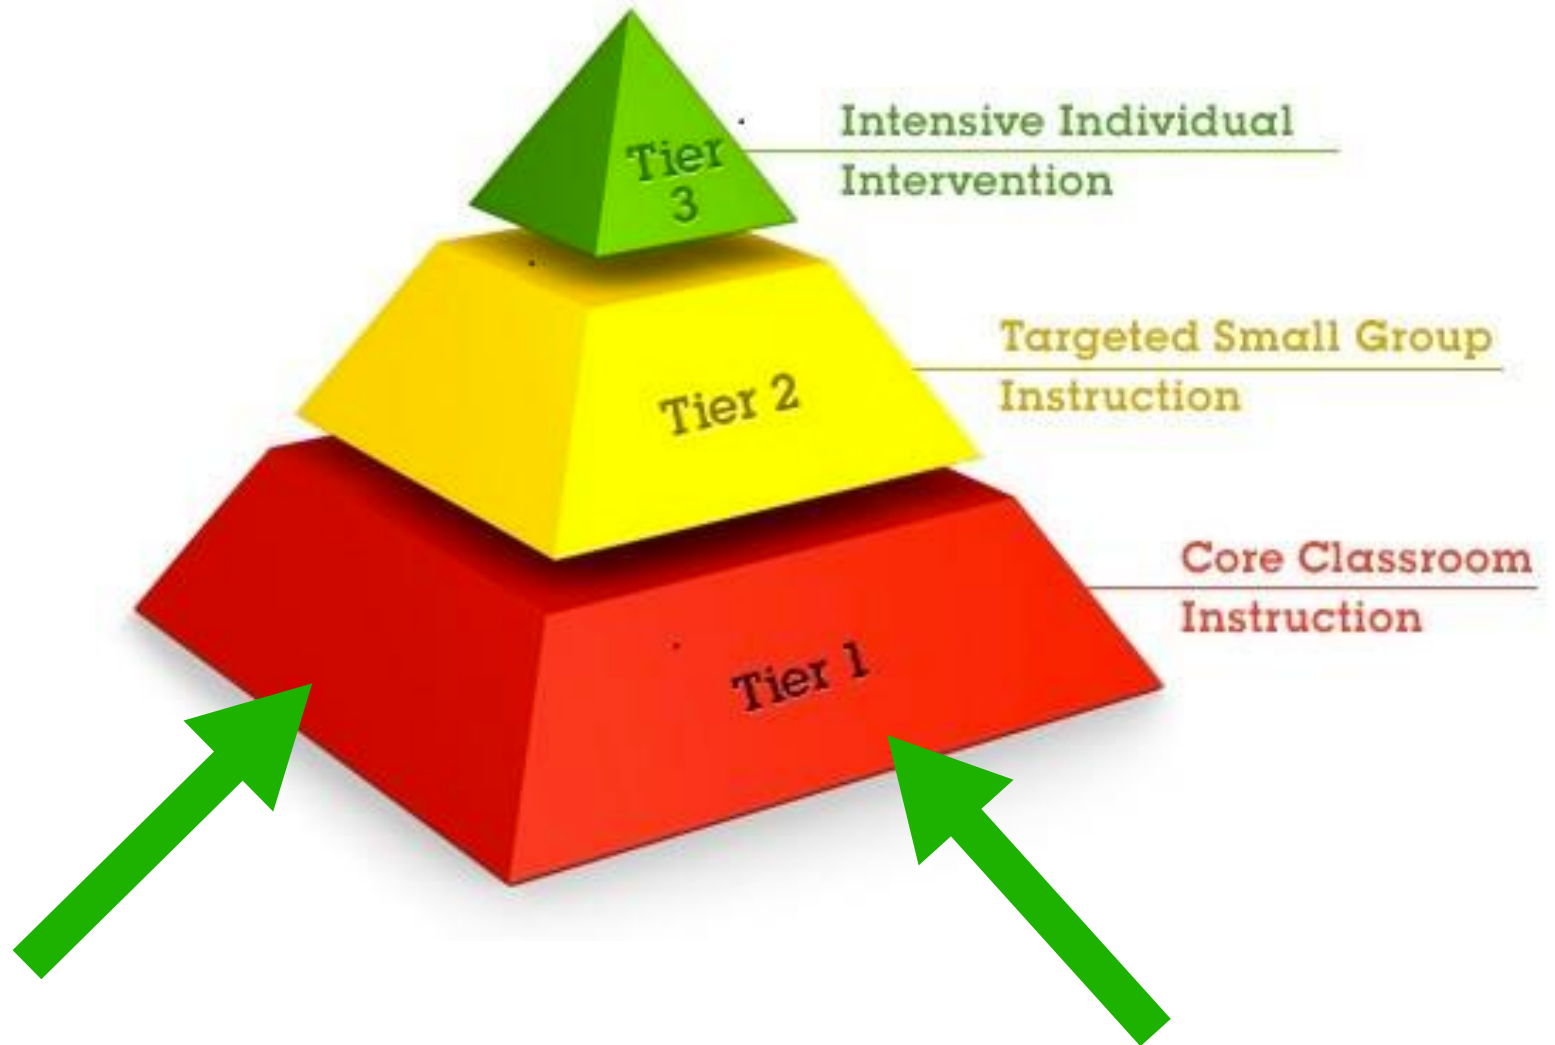 Tier
3
Intensive Individual
Intervention
Tier 2
Targeted Small Group
Instruction
Tier 1
Core Classroom
Instruction